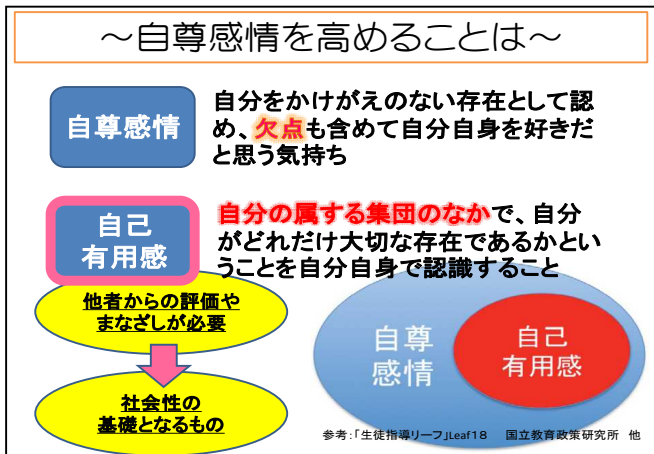 ～自尊感情を高めることは～
自尊感情
自分をかけがえのない存在として認
め、欠点も含めて自分自身を好きだ
と思う気持ち
自己
有用感
自分の属する集団のなかで、自分
がどれだけ大切な存在であるかとい
うことを自分自身で認識すること
他者からの評価や
まなざしが必要
社会性の
基礎となるもの
自尊
感情
自己
有用感
参考：「生徒指導リーフ」Leaf18　国立教育政策研究所　他